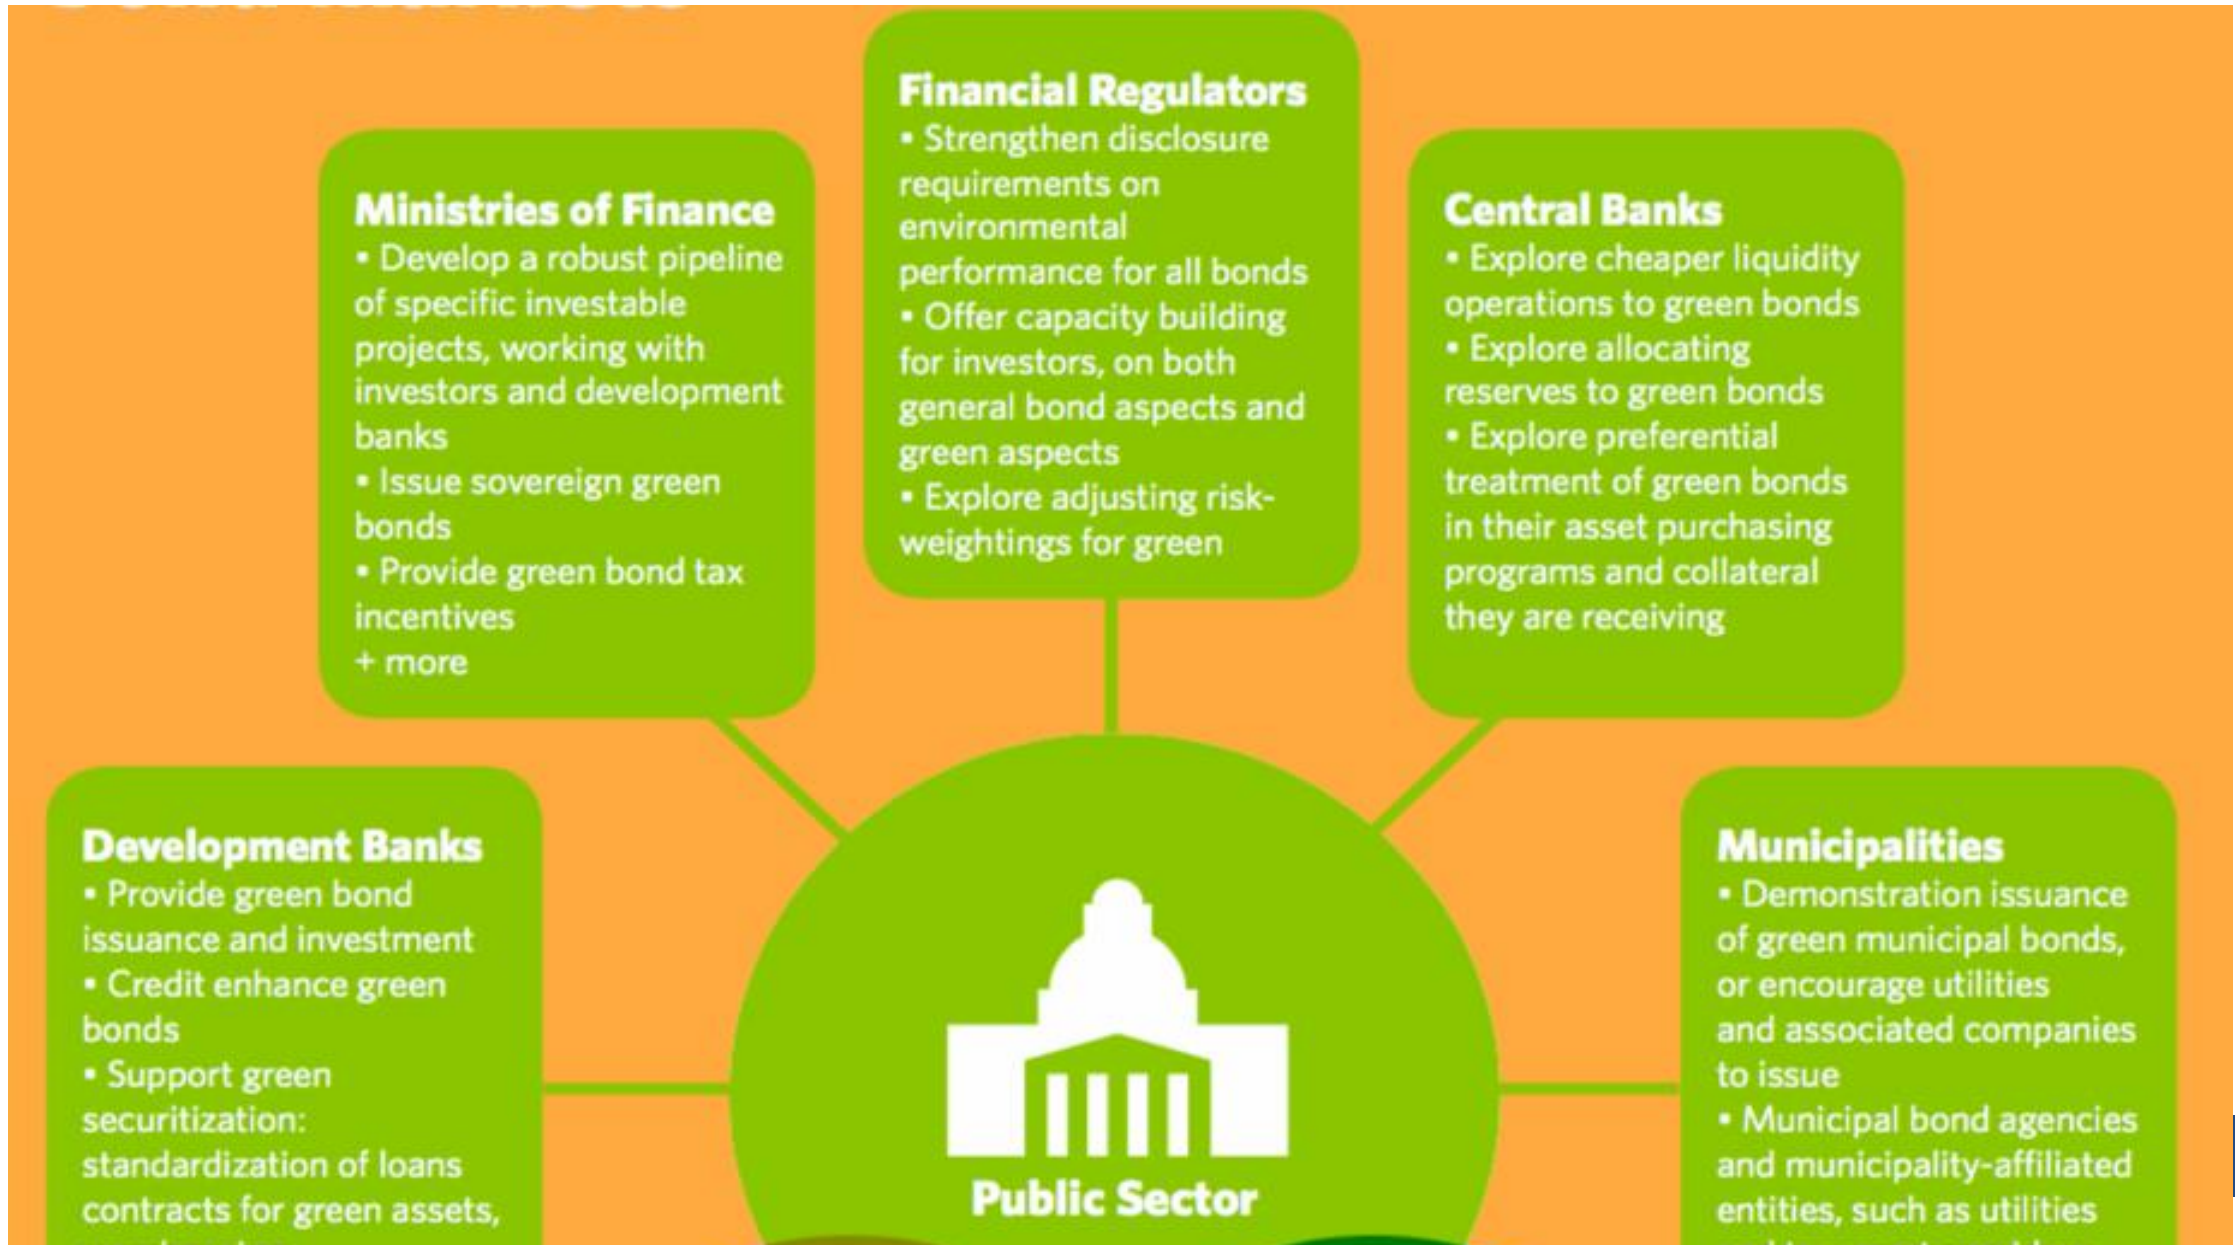 Financial Regulators
▪ Strengthen disclosure
requirements on
environmental
performance for all bonds
▪ Offer capacity building
for investors, on both
general bond aspects and
green aspects
▪ Explore adjusting risk-
weightings for green
Ministries of Finance
▪ Develop a robust pipeline
of specific investable
projects, working with
investors and development
banks
▪ Issue sovereign green
bonds
▪ Provide green bond tax
incentives
+ more
Central Banks
▪ Explore cheaper liquidity
operations to green bonds
▪ Explore allocating
reserves to green bonds
▪ Explore preferential
treatment of green bonds
in their asset purchasing
programs and collateral
they are receiving
Development Banks
▪ Provide green bond
issuance and investment
▪ Credit enhance green
bonds
▪ Support green
securitization:
standardization of loans
contracts for green assets,
Municipalities
▪ Demonstration issuance
of green municipal bonds,
or encourage utilities
and associated companies
to issue
▪ Municipal bond agencies
and municipality-affiliated
entities, such as utilities
Public Sector